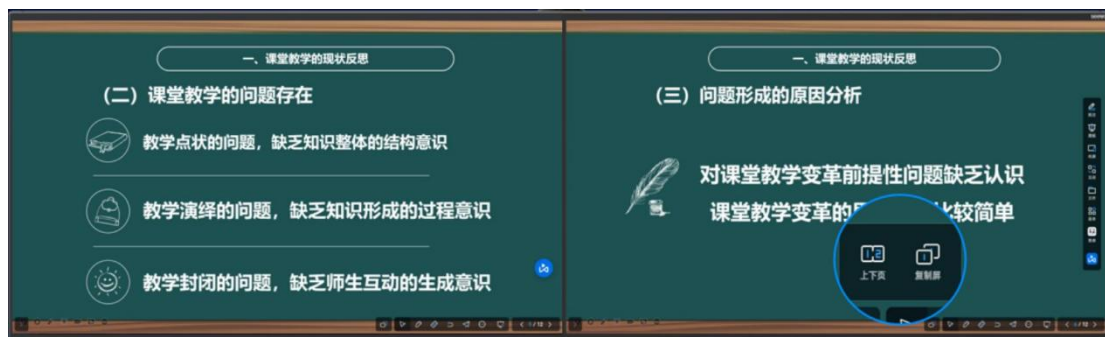 一、课堂教学的现状反思
（二）课堂教学的问题存在
教学点状的问题，缺乏知识整体的结构意识
教学演绎的问题，缺乏知识形成的过程意识
教学封闭的问题，缺乏师生互动的生成意识
一、课堂教学的现状反思
（三）问题形成的原因分析
对课堂教学变革前提性问题缺乏认识
课堂教学变革的 比较简单
上下页
复制屏